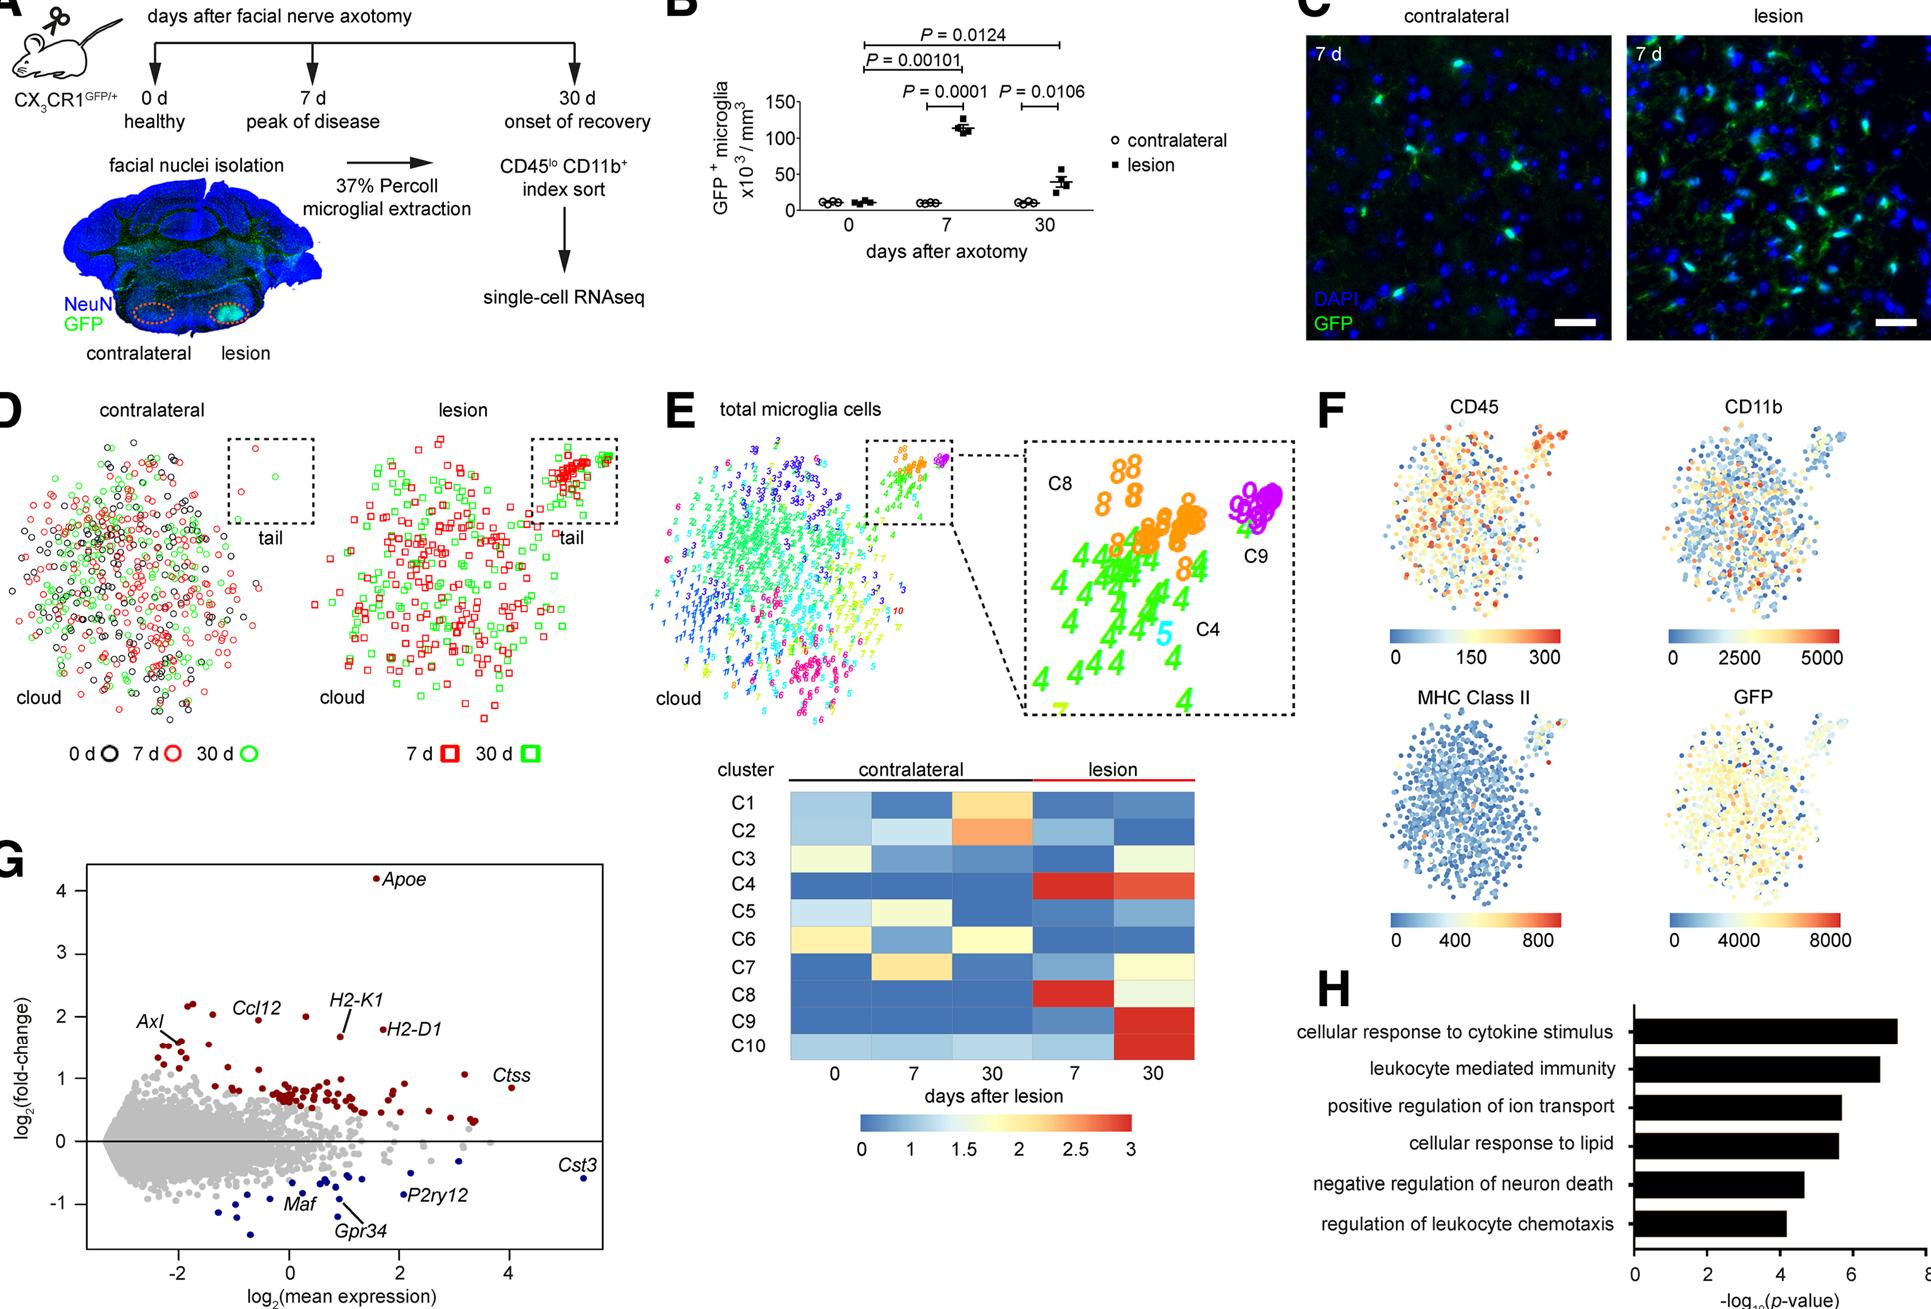 A
days after facial nerve axotomy
CX3CR1GFP/+
0 d
healthy
7 d
peak of disease
30 d
onset of recovery
facial nuclei isolation
37% Percoll
microglial extraction
CD45lo CD11b+
index sort
single-cell RNAseq
NeuN
GFP
contralateral
lesion
B
P = 0.0124
P = 0.00101
P = 0.0001
P = 0.0106
GFP + microglia
x10 3 / mm3
150
100
50
0
0
7
30
days after axotomy
contralateral
lesion
C
contralateral
lesion
7 d
7 d
DAPI
GFP
D
contralateral
lesion
tail
tail
cloud
cloud
0 d
7 d
30 d
7 d
30 d
E
total microglia cells
cloud
C8
C9
C4
cluster
contralateral
lesion
C1
C2
C3
C4
C5
C6
C7
C8
C9
C10
0
7
30
7
30
days after lesion
0
1
1.5
2
2.5
3
F
CD45
CD11b
0
150
300
0
2500
5000
MHC Class II
GFP
0
400
800
0
4000
8000
G
Apoe
Axl
Ccl12
H2-K1
H2-D1
Ctss
Cst3
Maf
P2ry12
Gpr34
4
3
2
1
0
-1
log2(fold-change)
-2
0
2
4
log2(mean expression)
H
cellular response to cytokine stimulus
leukocyte mediated immunity
positive regulation of ion transport
cellular response to lipid
negative regulation of neuron death
regulation of leukocyte chemotaxis
0
2
4
6
8
-log10(p-value)